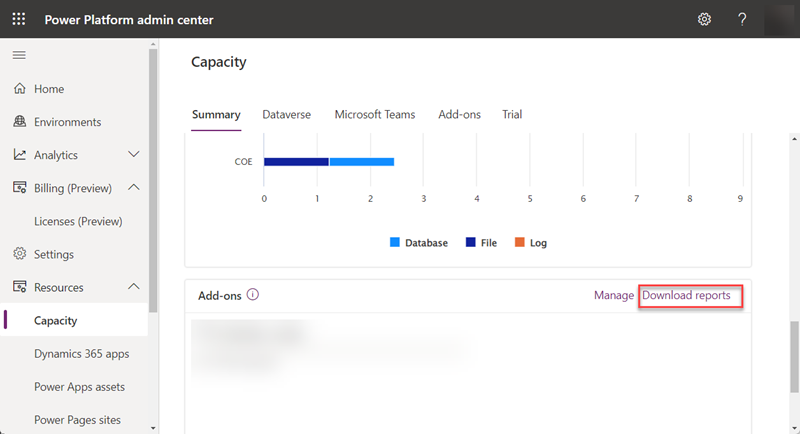 Power Platform admin center
?
Home
Environments
Analytics
Billing (Preview)
Licenses (Preview)
Settings
Resources
Capacity
Dynamics 365 apps
Power Apps assets
Power Pages sites
Capacity
Summary Dataverse Microsoft Teams Add-ons Trial
COE
0 1 2 3 4 5 6 7 8 9
Database File Log
Add-ons Manage Download reports